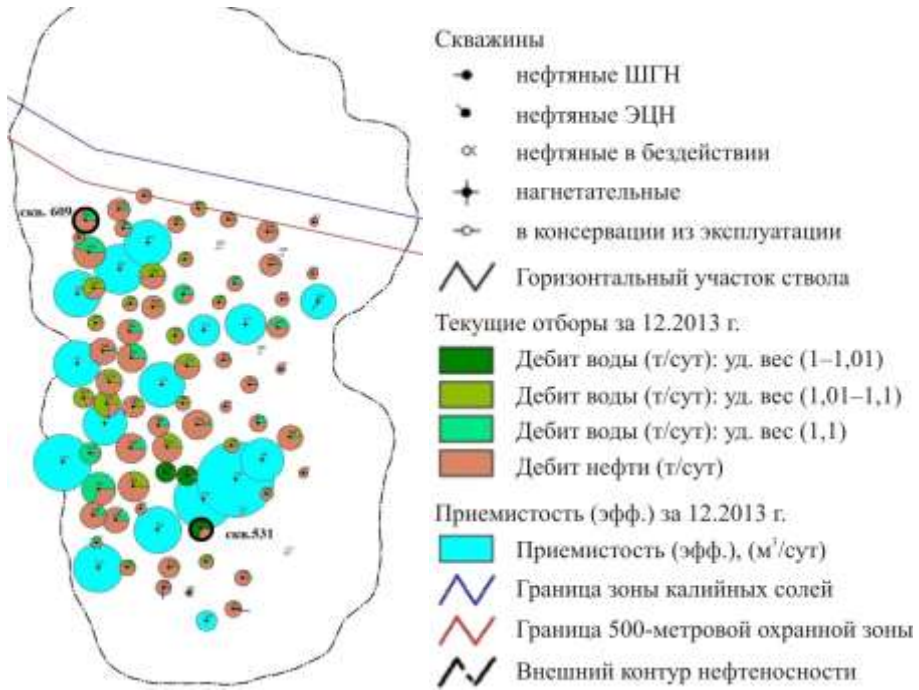 скв. 609
скв.531
Скважины
нефтяные ШГН
нефтяные ЭЦН
нефтяные в бездействии
нагнетательные
в консервации из эксплуатации
Горизонтальный участок ствола
Текущие отборы за 12.2013 г.
Дебит воды (т/сут): уд. вес (1–1,01)
Дебит воды (т/сут): уд. вес (1,01–1,1)
Дебит воды (т/сут): уд. вес (1,1)
Дебит нефти (т/сут)
Приемистость (эфф.) за 12.2013 г.
Приемистость (эфф.), (м³/сут)
Граница зоны калийных солей
Граница 500-метровой охранной зоны
Внешний контур нефтеносности